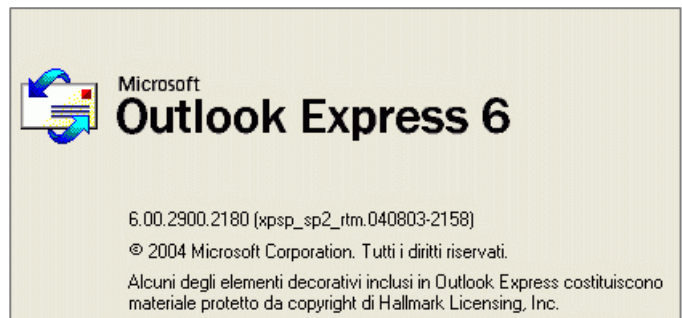 Microsoft
Outlook Express 6
6.00.2900.2180 (xpsp_sp2_rtm.040803-2158)
© 2004 Microsoft Corporation. Tutti i diritti riservati.
Alcuni degli elementi decorativi inclusi in Outlook Express costituiscono
materiale protetto da copyright di Hallmark Licensing, Inc.